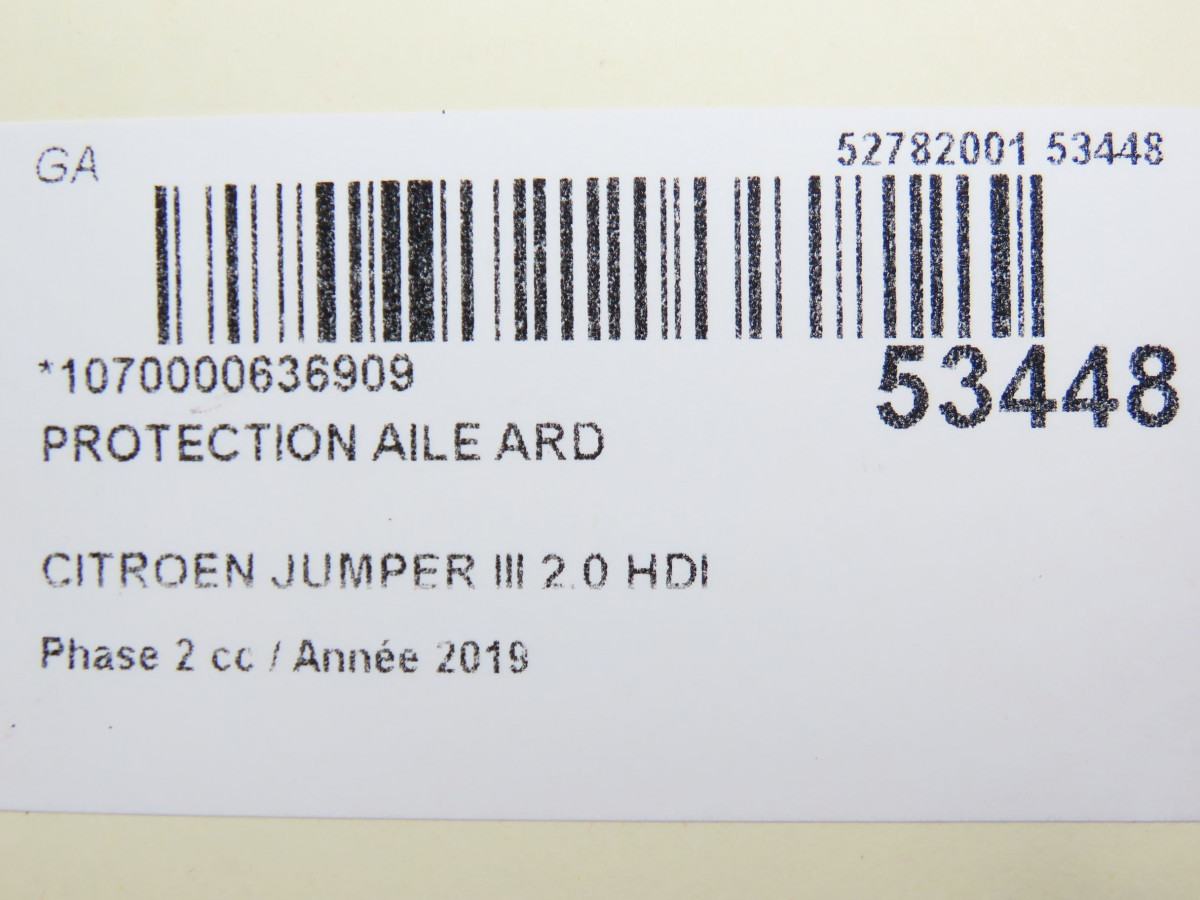 GA
52782001 53448
*1070000636909
53448
PROTECTION AILE ARD
CITROEN JUMPER III 2.0 HDI
Phase 2 cc / Année 2019